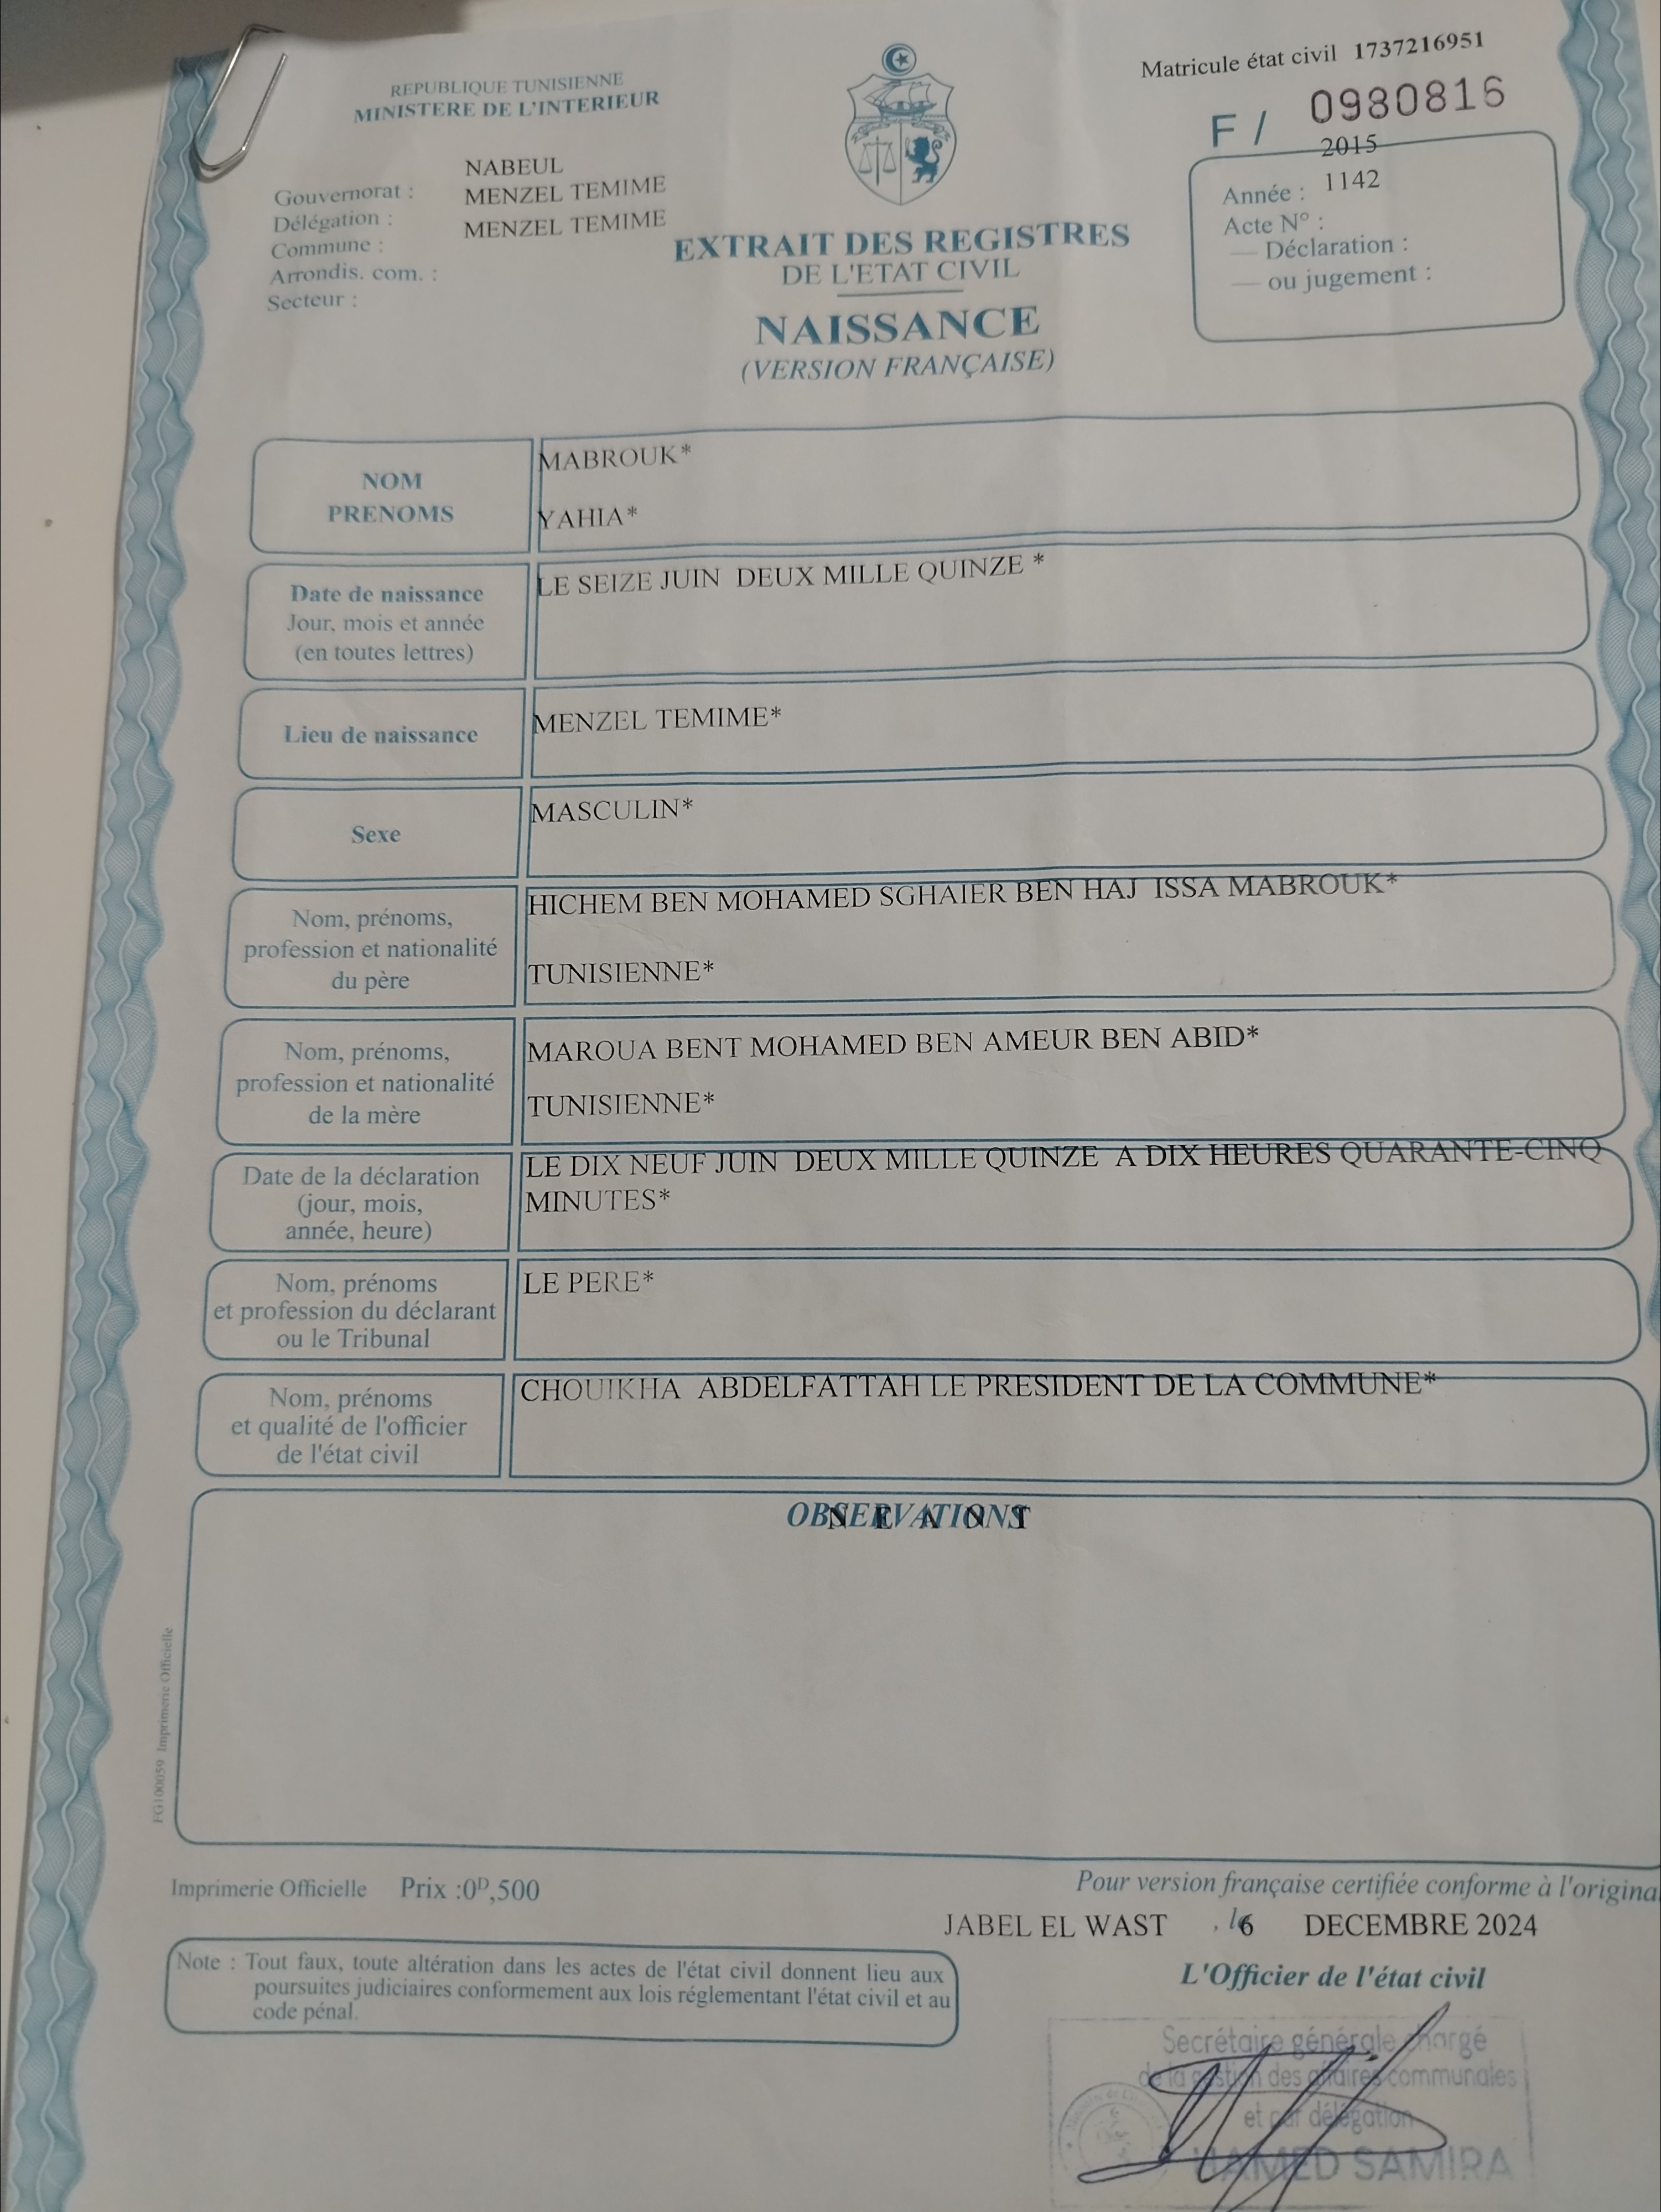 REPUBLIQUE TUNISIENNE
MINISTERE DE L'INTERIEUR
Matricule état civil 1737216951
F / 0980816
NABEUL
Gouvernorat : MENZEL TEMIME
Délégation : MENZEL TEMIME
Commune :
Arrondis. com. :
Secteur :
2015
Année : 1142
Acte N° :
— Déclaration :
— ou jugement :
EXTRAIT DES REGISTRES
DE L'ETAT CIVIL
NAISSANCE
(VERSION FRANÇAISE)
NOM
PRENOMS
MABROUK*
YAHIA*
Date de naissance
Jour, mois et année
(en toutes lettres)
LE SEIZE JUIN DEUX MILLE QUINZE *
Lieu de naissance
MENZEL TEMIME*
Sexe
MASCULIN*
Nom, prénoms,
profession et nationalité
du père
HICHEM BEN MOHAMED SGHAIER BEN HAJ ISSA MABROUK*
TUNISIENNE*
Nom, prénoms,
profession et nationalité
de la mère
MAROUA BENT MOHAMED BEN AMEUR BEN ABID*
TUNISIENNE*
Date de la déclaration
(jour, mois,
année, heure)
LE DIX NEUF JUIN DEUX MILLE QUINZE A DIX HEURES QUARANTE-CINQ
MINUTES*
Nom, prénoms
et profession du déclarant
ou le Tribunal
LE PERE*
Nom, prénoms
et qualité de l'officier
de l'état civil
CHOUIKHA ABDELFATTAH LE PRESIDENT DE LA COMMUNE*
OBSERVATIONS
N E A N T
FG100059 Imprimerie Officielle
Imprimerie Officielle Prix :0ᴰ,500
Pour version française certifiée conforme à l'origina
JABEL EL WAST , le 6 DECEMBRE 2024
Note : Tout faux, toute altération dans les actes de l'état civil donnent lieu aux
poursuites judiciaires conformement aux lois réglementant l'état civil et au
code pénal.
L'Officier de l'état civil
Secrétaire générale chargé
de la gestion des affaires communales
et par délégation
HAMED SAMIRA